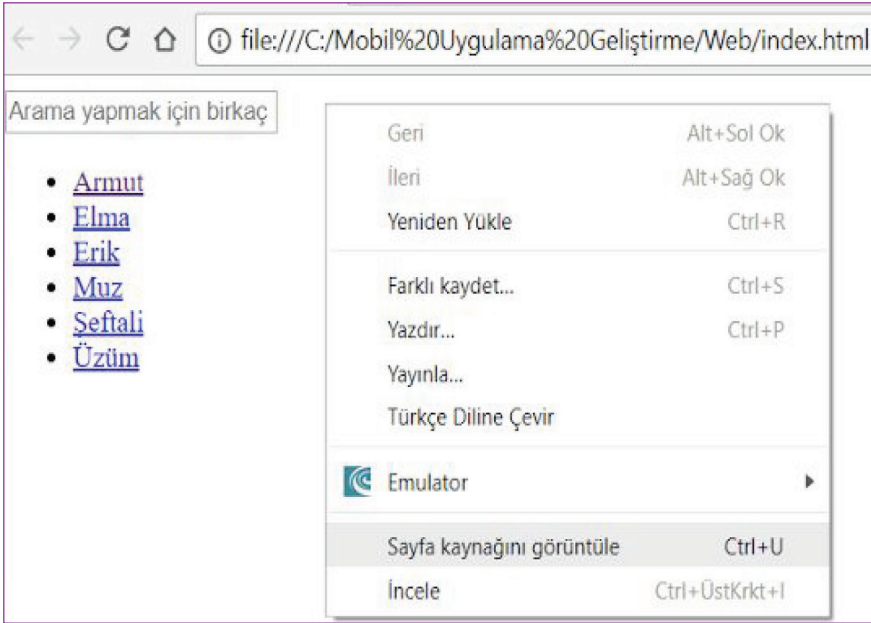 file:///C:/Mobil%20Uygulama%20Geliştirme/Web/index.html
Arama yapmak için birkaç
Armut
Elma
Erik
Muz
Şeftali
Üzüm
Geri Alt+Sol Ok
İleri Alt+Sağ Ok
Yeniden Yükle Ctrl+R
Farklı kaydet... Ctrl+S
Yazdır... Ctrl+P
Yayınla...
Türkçe Diline Çevir
Emulator
Sayfa kaynağını görüntüle Ctrl+U
İncele Ctrl+ÜstKrkt+I